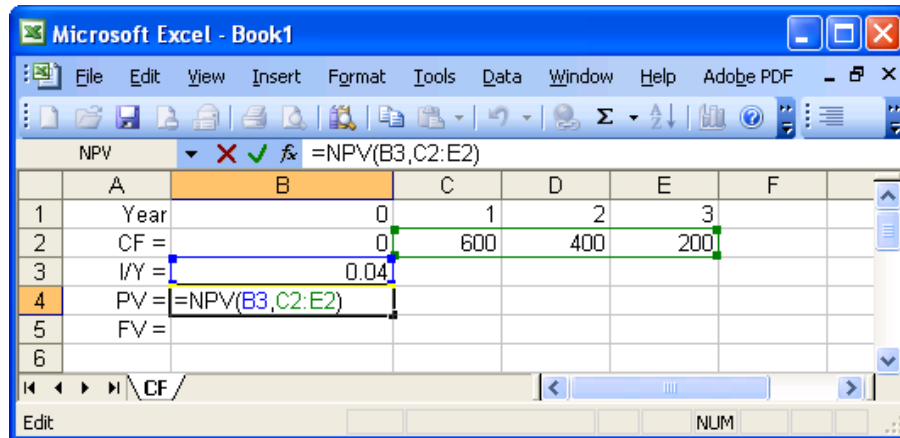 Microsoft Excel - Book1
File Edit View Insert Format Tools Data Window Help Adobe PDF
NPV =NPV(B3,C2:E2)
A B C D E F
1 Year 0 1 2 3
2 CF = 0 600 400 200
3 I/Y = 0.04
4 PV = =NPV(B3,C2:E2)
5 FV =
6
CF
Edit NUM